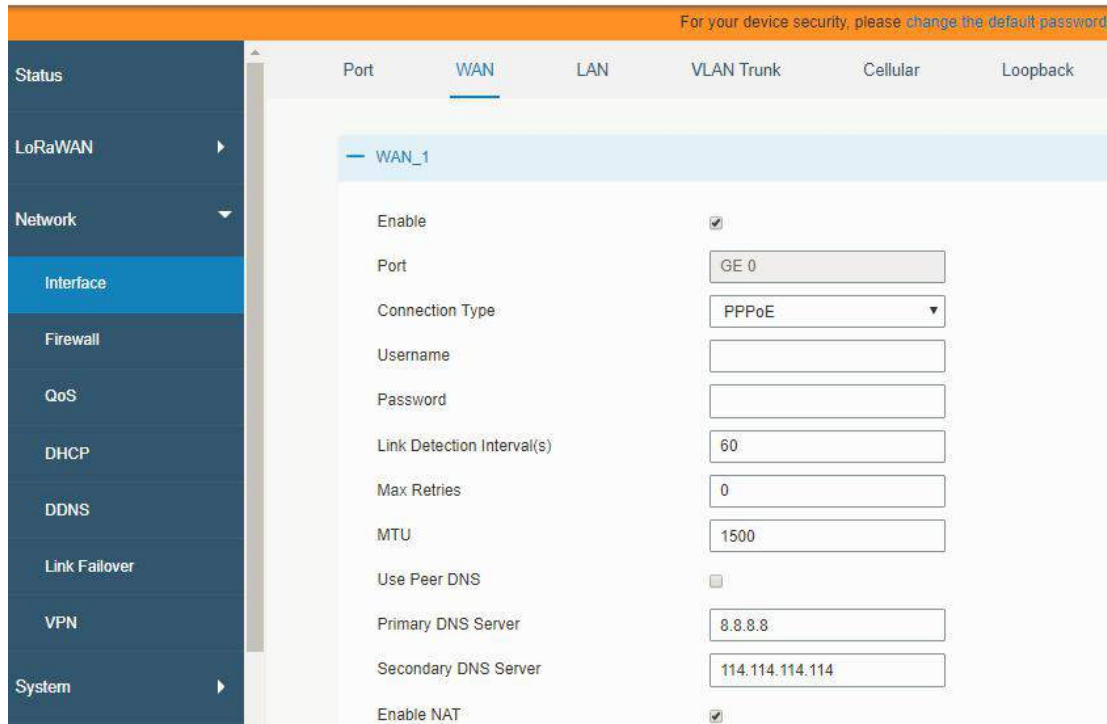 For your device security, please change the default password
Status
LoRaWAN
Network
Interface
Firewall
QoS
DHCP
DDNS
Link Failover
VPN
System
Port WAN LAN VLAN Trunk Cellular Loopback
WAN_1
Enable
Port GE 0
Connection Type PPPoE
Username
Password
Link Detection Interval(s) 60
Max Retries 0
MTU 1500
Use Peer DNS
Primary DNS Server 8.8.8.8
Secondary DNS Server 114.114.114.114
Enable NAT